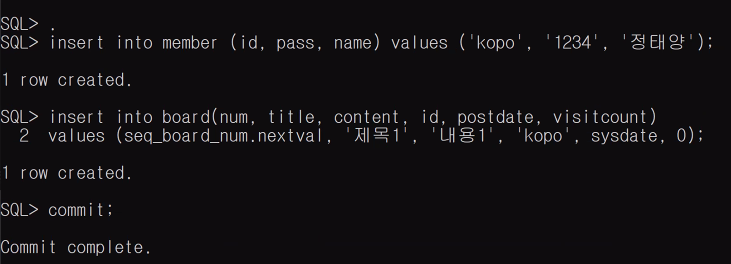 SQL> .
SQL> insert into member (id, pass, name) values ('kopo', '1234', '정태양');
1 row created.
SQL> insert into board(num, title, content, id, postdate, visitcount)
2 values (seq_board_num.nextval, '제목1', '내용1', 'kopo', sysdate, 0);
1 row created.
SQL> commit;
Commit complete.